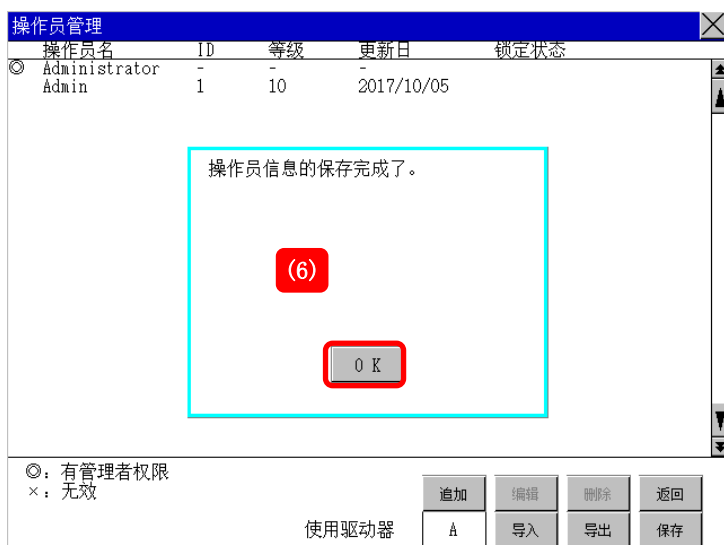 操作员管理
操作员名 ID 等级 更新日 锁定状态
◎ Administrator - - -
Admin 1 10 2017/10/05
操作员信息的保存完成了。
(6)
O K
◎：有管理者权限
×：无效
追加 编辑 删除 返回
使用驱动器 A 导入 导出 保存